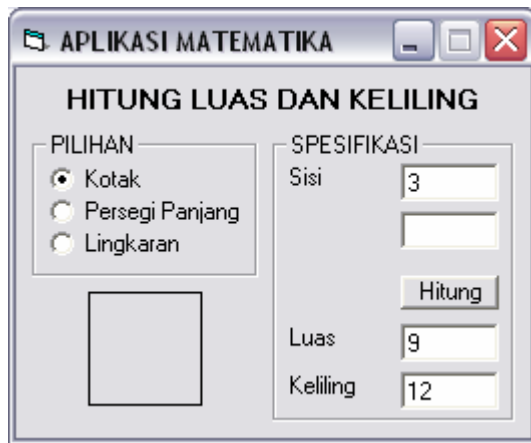 APLIKASI MATEMATIKA
HITUNG LUAS DAN KELILING
PILIHAN
Kotak
Persegi Panjang
Lingkaran
SPESIFIKASI
Sisi 3
Hitung
Luas 9
Keliling 12